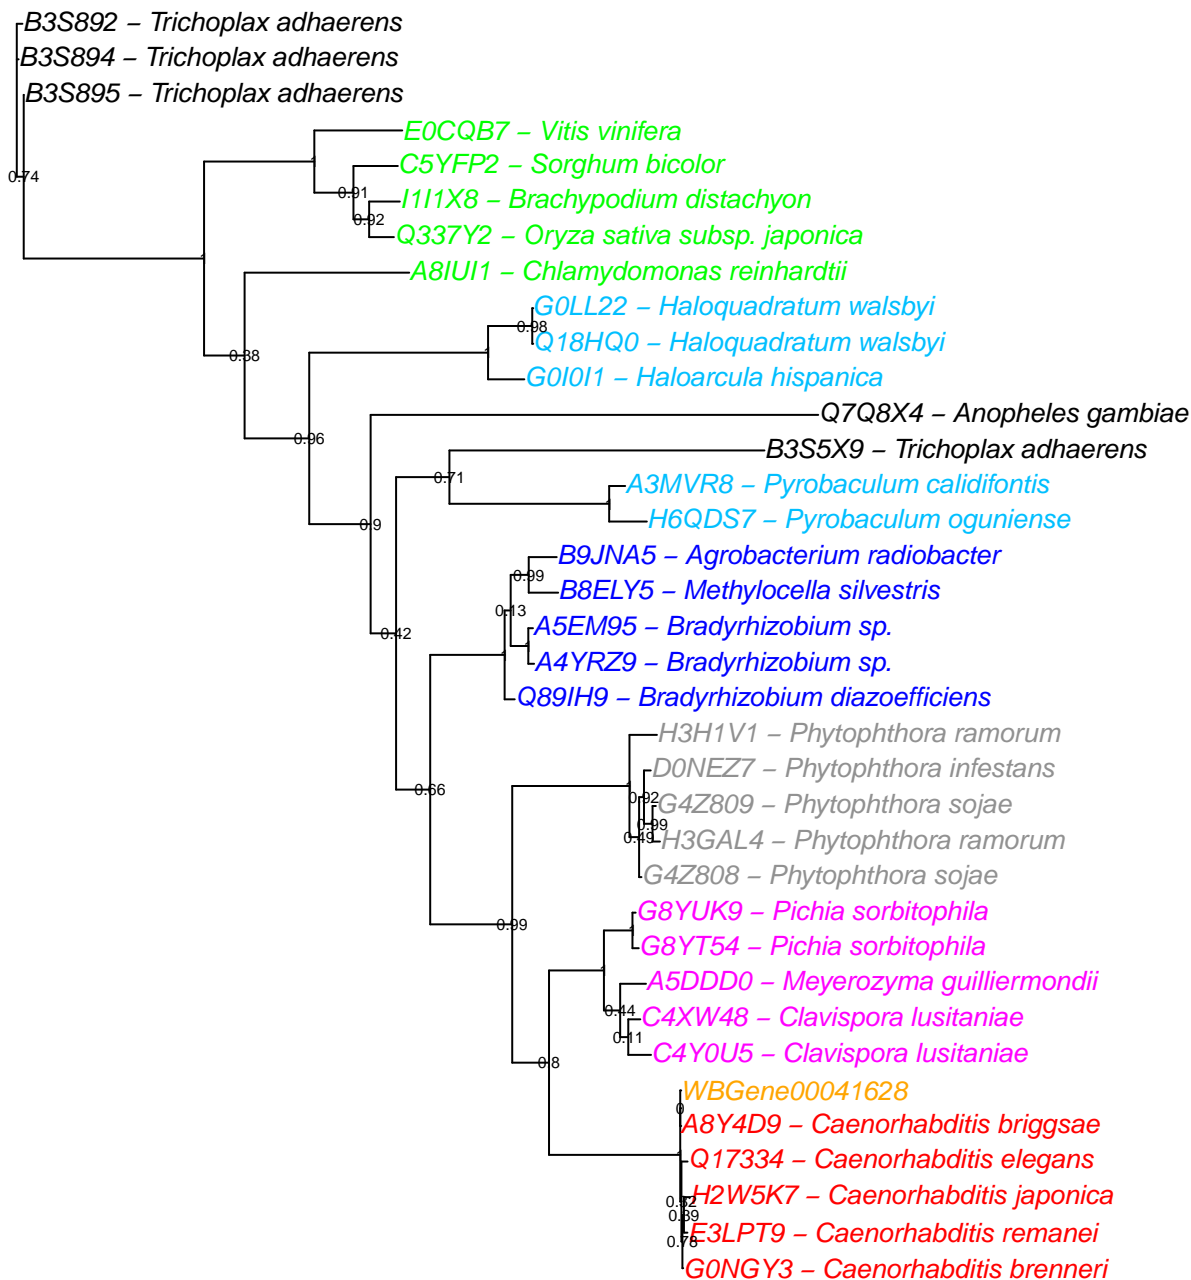 B3S892 – Trichoplax adhaerens
B3S894 – Trichoplax adhaerens
B3S895 – Trichoplax adhaerens
E0CQB7 – Vitis vinifera
C5YFP2 – Sorghum bicolor
0.74
0.91
I1I1X8 – Brachypodium distachyon
0.92
Q337Y2 – Oryza sativa subsp. japonica
A8IUI1 – Chlamydomonas reinhardtii
G0LL22 – Haloquadratum walsbyi
0.98
Q18HQ0 – Haloquadratum walsbyi
0.38
G0I0I1 – Haloarcula hispanica
Q7Q8X4 – Anopheles gambiae
0.96
B3S5X9 – Trichoplax adhaerens
0.71
A3MVR8 – Pyrobaculum calidifontis
H6QDS7 – Pyrobaculum oguniense
0.9
B9JNA5 – Agrobacterium radiobacter
0.99
B8ELY5 – Methylocella silvestris
0.13
A5EM95 – Bradyrhizobium sp.
0.42
A4YRZ9 – Bradyrhizobium sp.
Q89IH9 – Bradyrhizobium diazoefficiens
H3H1V1 – Phytophthora ramorum
D0NEZ7 – Phytophthora infestans
0.66
0.92
G4Z809 – Phytophthora sojae
0.99
0.49
H3GAL4 – Phytophthora ramorum
G4Z808 – Phytophthora sojae
G8YUK9 – Pichia sorbitophila
0.99
G8YT54 – Pichia sorbitophila
A5DDD0 – Meyerozyma guilliermondii
0.44
C4XW48 – Clavispora lusitaniae
0.11
C4Y0U5 – Clavispora lusitaniae
0.8
WBGene00041628
0
A8Y4D9 – Caenorhabditis briggsae
Q17334 – Caenorhabditis elegans
H2W5K7 – Caenorhabditis japonica
0.89
E3LPT9 – Caenorhabditis remanei
0.78
G0NGY3 – Caenorhabditis brenneri